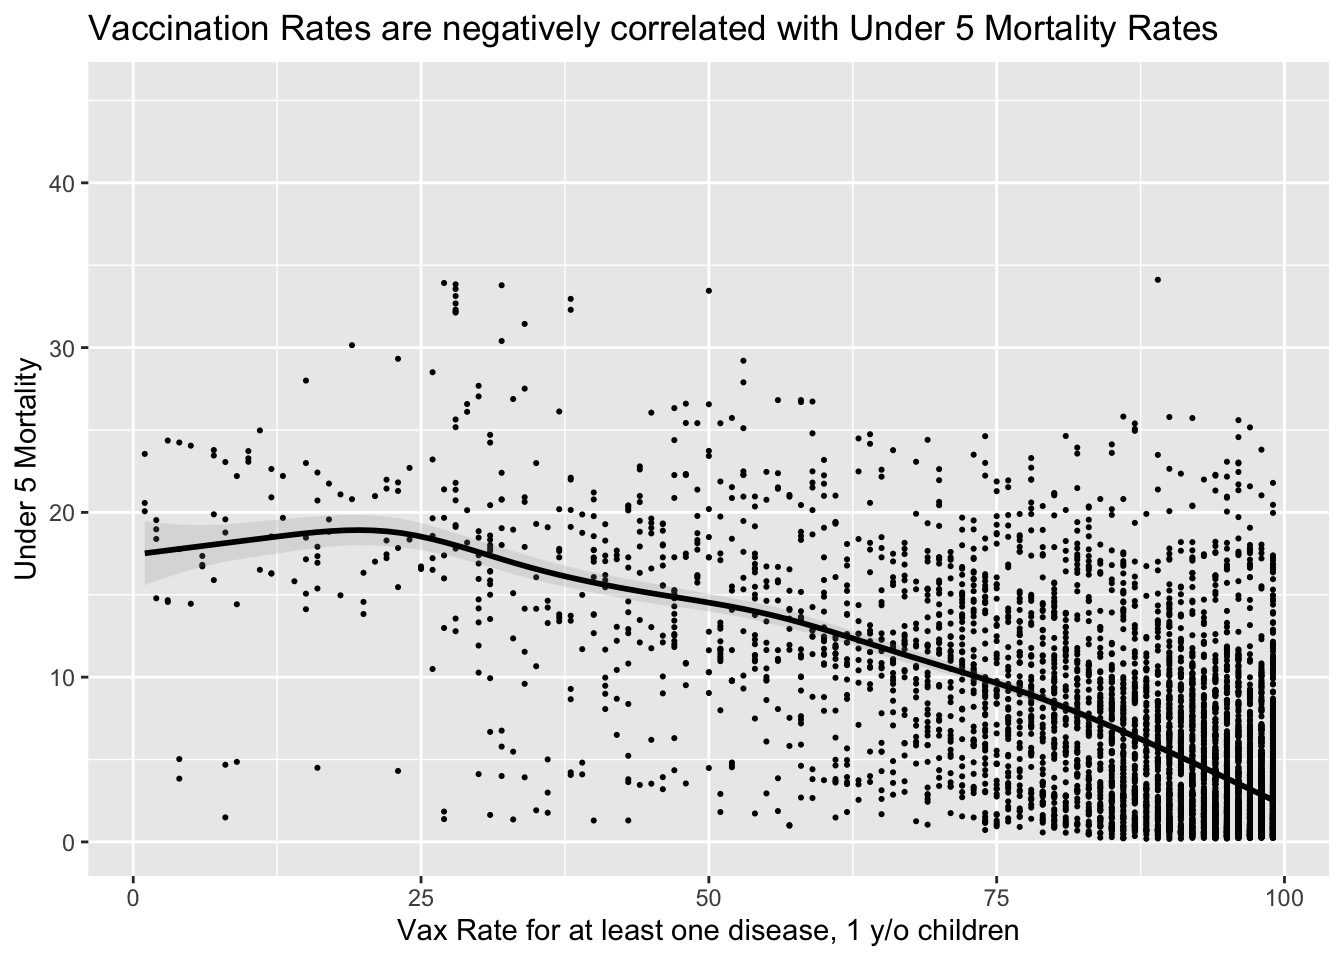 Vaccination Rates are negatively correlated with Under 5 Mortality Rates
Under 5 Mortality
40
30
20
10
0
0 25 50 75 100
Vax Rate for at least one disease, 1 y/o children